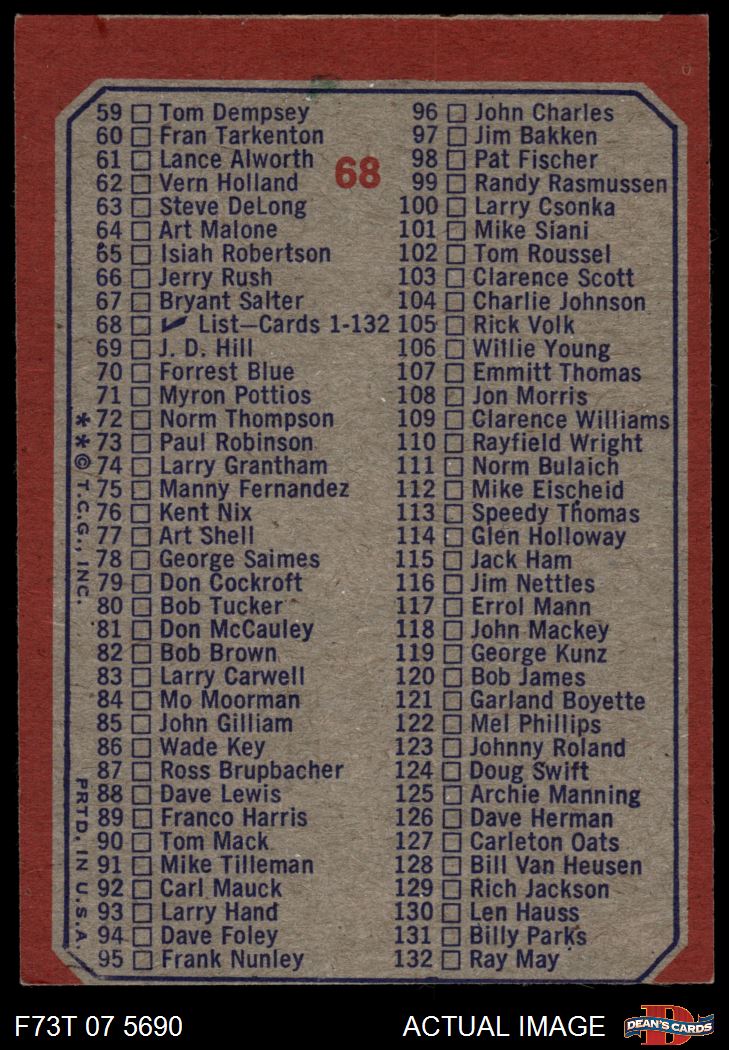 59 Tom Dempsey
60 Fran Tarkenton
61 Lance Alworth
62 Vern Holland
63 Steve DeLong
64 Art Malone
65 Isiah Robertson
66 Jerry Rush
67 Bryant Salter
68 ✔ List—Cards 1-132
69 J. D. Hill
70 Forrest Blue
71 Myron Pottios
72 Norm Thompson
73 Paul Robinson
74 Larry Grantham
75 Manny Fernandez
76 Kent Nix
77 Art Shell
78 George Saimes
79 Don Cockroft
80 Bob Tucker
81 Don McCauley
82 Bob Brown
83 Larry Carwell
84 Mo Moorman
85 John Gilliam
86 Wade Key
87 Ross Brupbacher
88 Dave Lewis
89 Franco Harris
90 Tom Mack
91 Mike Tilleman
92 Carl Mauck
93 Larry Hand
94 Dave Foley
95 Frank Nunley
68
96 John Charles
97 Jim Bakken
98 Pat Fischer
99 Randy Rasmussen
100 Larry Csonka
101 Mike Siani
102 Tom Roussel
103 Clarence Scott
104 Charlie Johnson
105 Rick Volk
106 Willie Young
107 Emmitt Thomas
108 Jon Morris
109 Clarence Williams
110 Rayfield Wright
111 Norm Bulaich
112 Mike Eischeid
113 Speedy Thomas
114 Glen Holloway
115 Jack Ham
116 Jim Nettles
117 Errol Mann
118 John Mackey
119 George Kunz
120 Bob James
121 Garland Boyette
122 Mel Phillips
123 Johnny Roland
124 Doug Swift
125 Archie Manning
126 Dave Herman
127 Carleton Oats
128 Bill Van Heusen
129 Rich Jackson
130 Len Hauss
131 Billy Parks
132 Ray May
**© T.C.G., INC. PRTD. IN U.S.A.
F73T 07 5690
ACTUAL IMAGE
D
DEAN'S CARDS